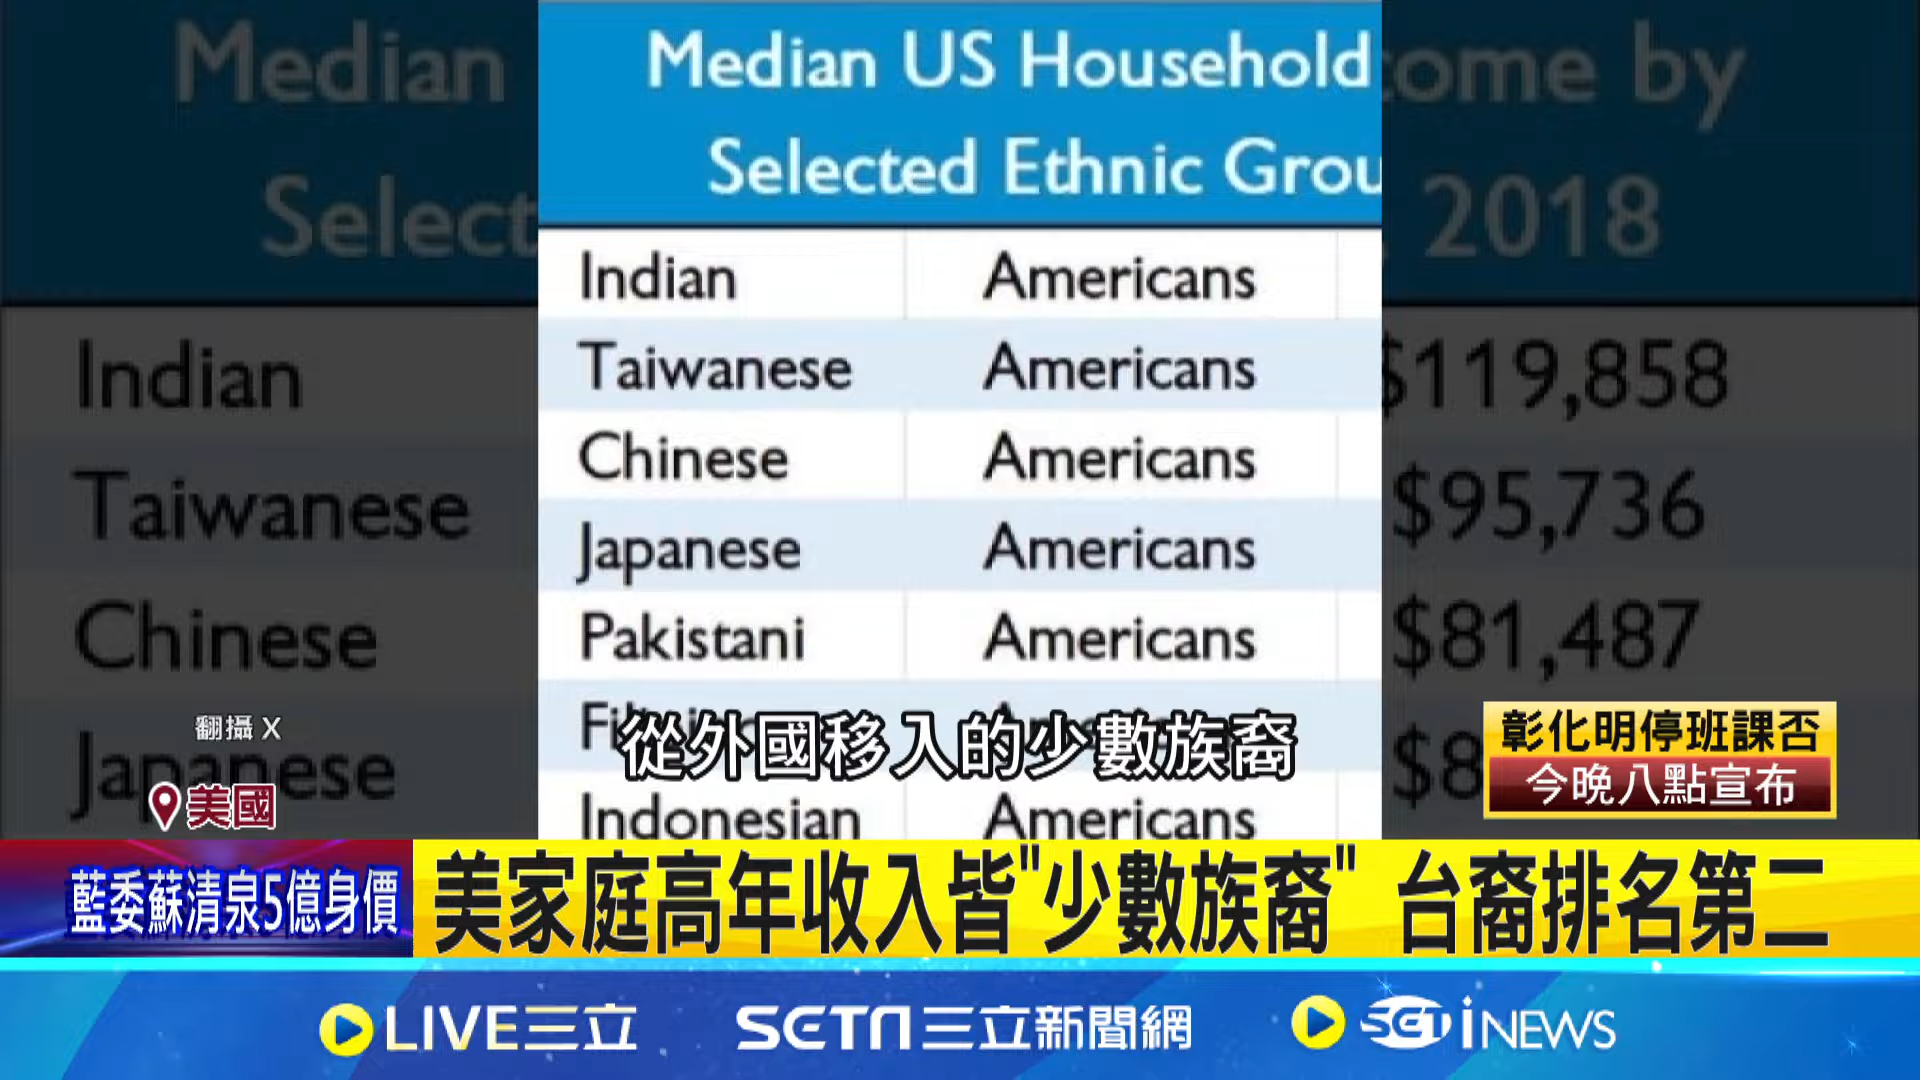 Median
Select
Median US Household
Selected Ethnic Grou
come by
2018
Indian Americans
Taiwanese Americans
Chinese Americans
Japanese Americans
Pakistani Americans
Indonesian Americans
Indian
$119,858
Taiwanese
$95,736
Chinese
$81,487
Japanese
$8
從外國移入的少數族裔
翻攝 X
美國
彰化明停班課否
今晚八點宣布
藍委蘇清泉5億身價
美家庭高年收入皆"少數族裔" 台裔排名第二
LIVE三立
SETN三立新聞網
SETiNEWS